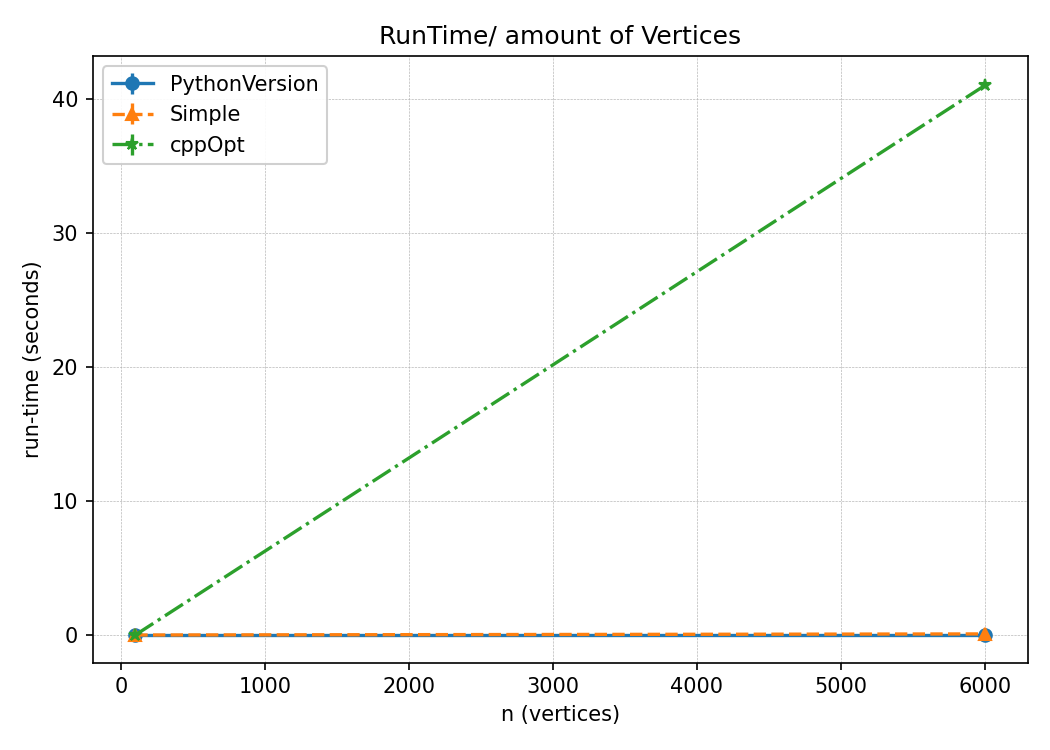 RunTime/ amount of Vertices
PythonVersion
Simple
cppOpt
40
30
20
10
0
run-time (seconds)
0 1000 2000 3000 4000 5000 6000
n (vertices)